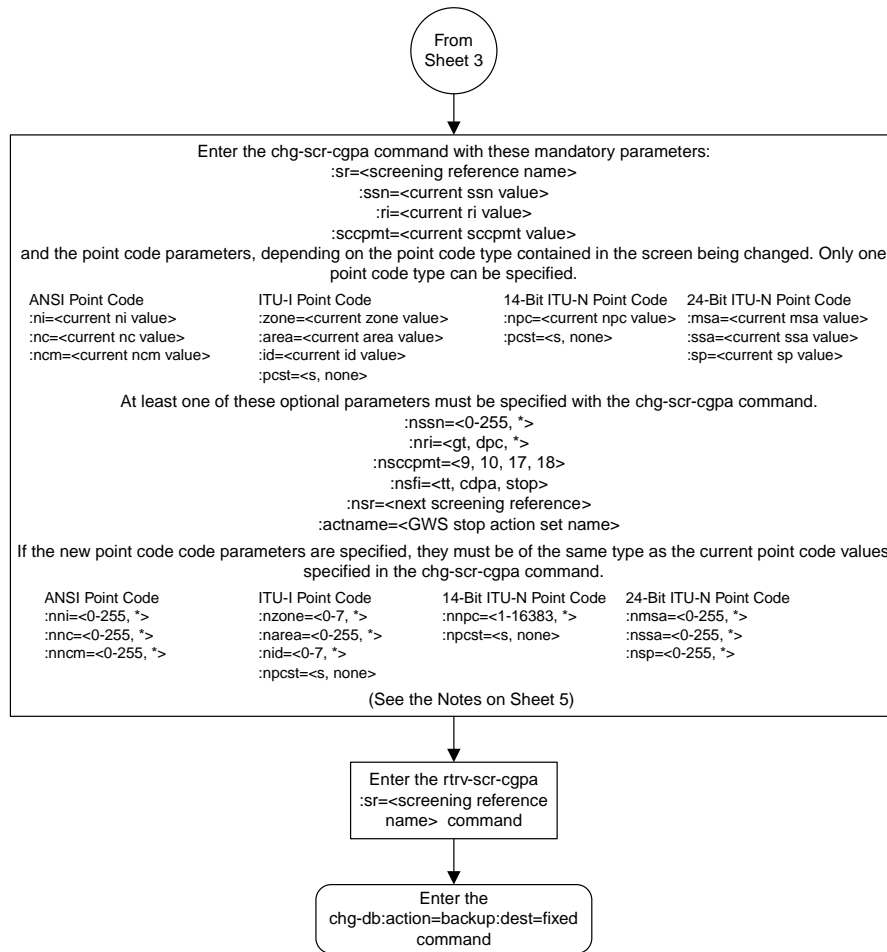 From
Sheet 3
Enter the chg-scr-cgpa command with these mandatory parameters:
:sr=<screening reference name>
:ssn=<current ssn value>
:ri=<current ri value>
:sccpmt=<current sccpmt value>
and the point code parameters, depending on the point code type contained in the screen being changed. Only one
point code type can be specified.
ANSI Point Code
:ni=<current ni value>
:nc=<current nc value>
:ncm=<current ncm value>
ITU-I Point Code
:zone=<current zone value>
:area=<current area value>
:id=<current id value>
:pcst=<s, none>
14-Bit ITU-N Point Code
:npc=<current npc value>
:pcst=<s, none>
24-Bit ITU-N Point Code
:msa=<current msa value>
:ssa=<current ssa value>
:sp=<current sp value>
At least one of these optional parameters must be specified with the chg-scr-cgpa command.
:nssn=<0-255, *>
:nri=<gt, dpc, *>
:nsccpmt=<9, 10, 17, 18>
:nsfi=<tt, cdpa, stop>
:nsr=<next screening reference>
:actname=<GWS stop action set name>
If the new point code code parameters are specified, they must be of the same type as the current point code values
specified in the chg-scr-cgpa command.
ANSI Point Code
:nni=<0-255, *>
:nnc=<0-255, *>
:nncm=<0-255, *>
ITU-I Point Code
:nzone=<0-7, *>
:narea=<0-255, *>
:nid=<0-7, *>
:npcst=<s, none>
14-Bit ITU-N Point Code
:nnpc=<1-16383, *>
:npcst=<s, none>
24-Bit ITU-N Point Code
:nmsa=<0-255, *>
:nssa=<0-255, *>
:nsp=<0-255, *>
(See the Notes on Sheet 5)
Enter the rtrv-scr-cgpa
:sr=<screening reference
name> command
Enter the
chg-db:action=backup:dest=fixed
command